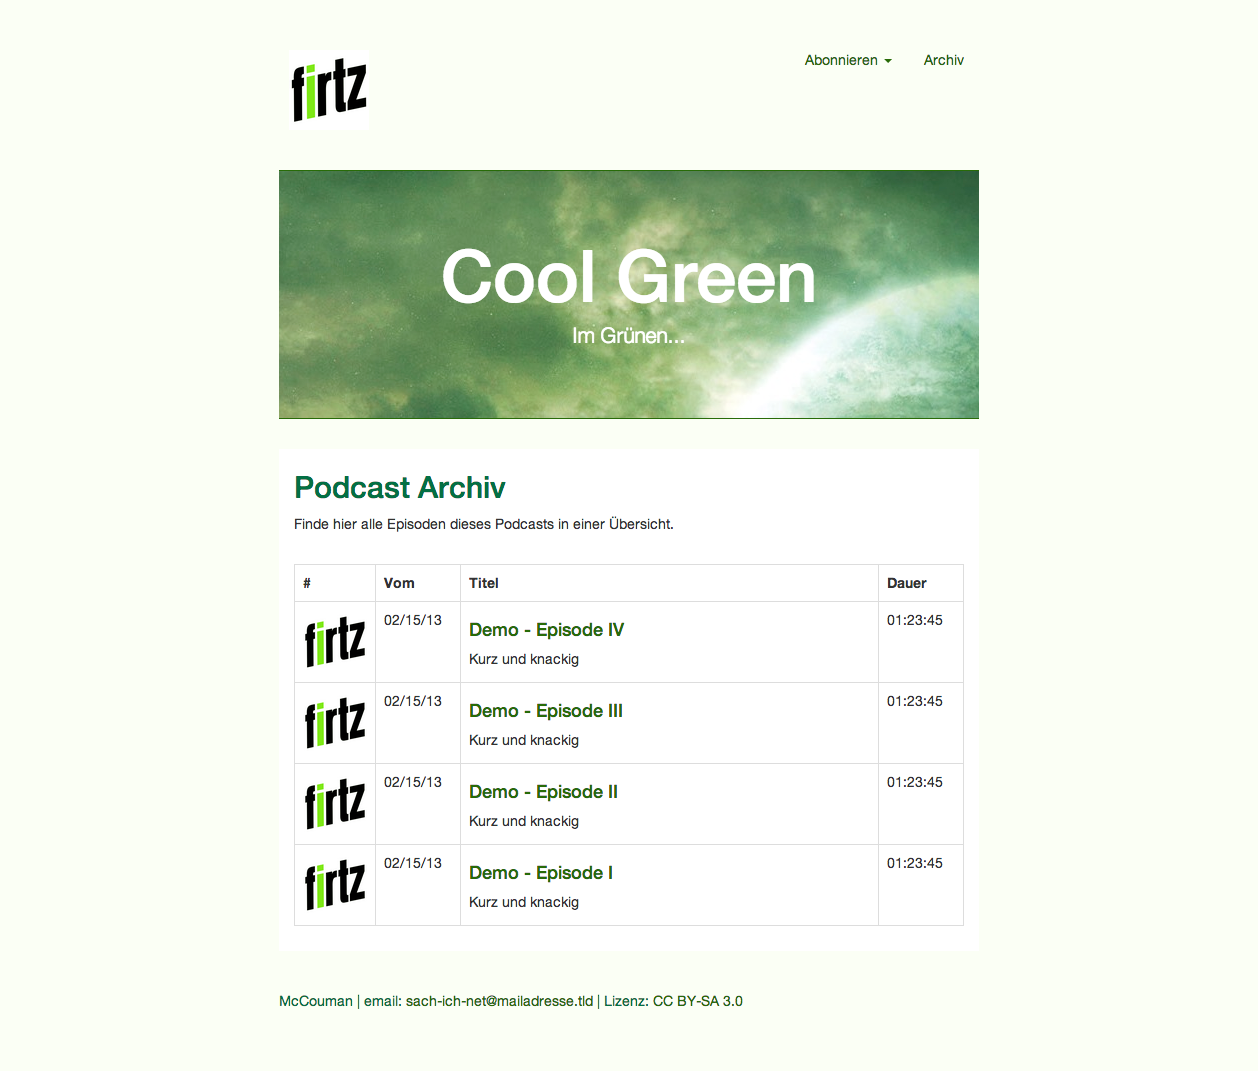 firtz
Abonnieren Archiv
Cool Green
Im Grünen...
Podcast Archiv
Finde hier alle Episoden dieses Podcasts in einer Übersicht.
# Vom Titel Dauer
firtz 02/15/13 Demo - Episode IV 01:23:45
Kurz und knackig
firtz 02/15/13 Demo - Episode III 01:23:45
Kurz und knackig
firtz 02/15/13 Demo - Episode II 01:23:45
Kurz und knackig
firtz 02/15/13 Demo - Episode I 01:23:45
Kurz und knackig
McCouman | email: sach-ich-net@mailadresse.tld | Lizenz: CC BY-SA 3.0